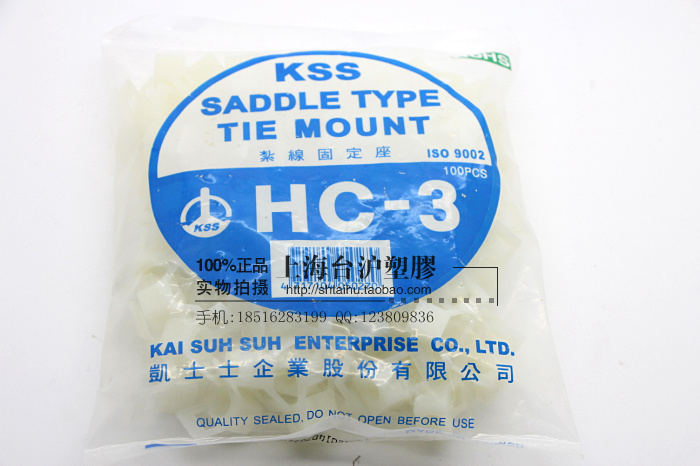 KSS
SADDLE TYPE
TIE MOUNT
紮線固定座
ISO 9002
100PCS
HC-3
KSS
100%正品
上海台沪塑膠
实物拍摄
http://shtaihu.taobao.com
手机:18516283199 QQ:123809836
KAI SUH SUH ENTERPRISE CO., LTD.
凱士士企業股份有限公司
QUALITY SEALED, DO NOT OPEN BEFORE USE